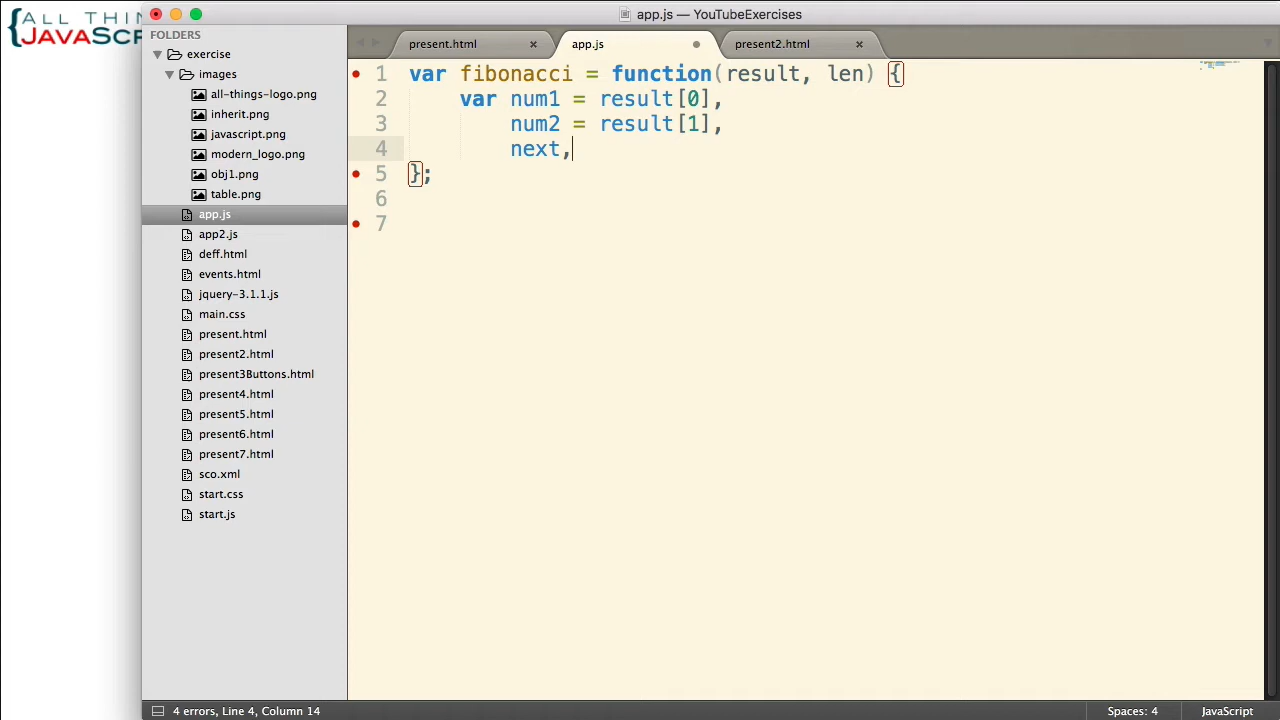 ALL THIN
{JAVASCR
app.js — YouTubeExercises
FOLDERS
exercise
images
all-things-logo.png
inherit.png
javascript.png
modern_logo.png
obj1.png
table.png
app.js
app2.js
deff.html
events.html
jquery-3.1.1.js
main.css
present.html
present2.html
present3Buttons.html
present4.html
present5.html
present6.html
present7.html
sco.xml
start.css
start.js
present.html
app.js
present2.html
1 var fibonacci = function(result, len) {
2 var num1 = result[0],
3 num2 = result[1],
4 next,
5 };
6
7
4 errors, Line 4, Column 14
Spaces: 4
JavaScript